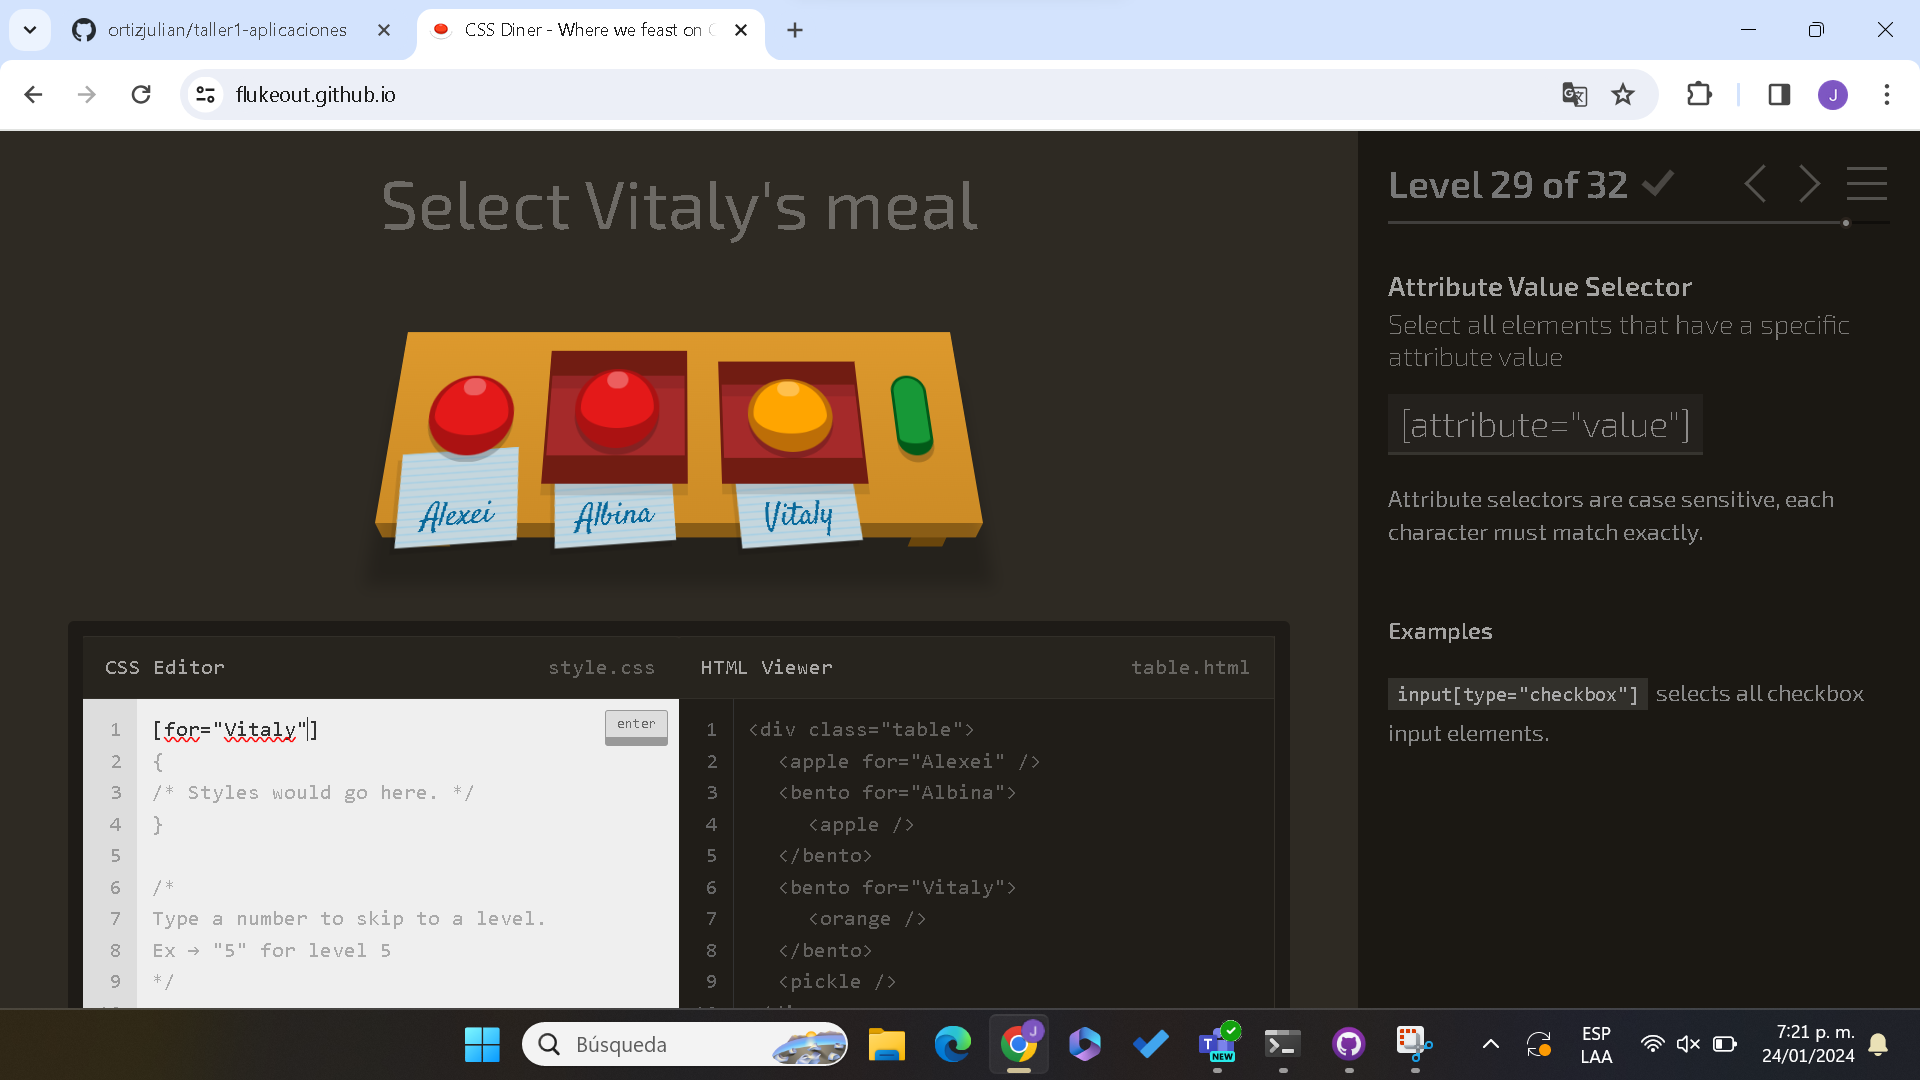 ortizjulian/taller1-aplicaciones
CSS Diner - Where we feast on
flukeout.github.io
J
Select Vitaly's meal
Alexei
Albina
Vitaly
CSS Editor
style.css
HTML Viewer
table.html
1
[for="Vitaly"]
enter
2
{
3
/* Styles would go here. */
4
}
5
6
/*
7
Type a number to skip to a level.
8
Ex → "5" for level 5
9
*/
1
<div class="table">
2
<apple for="Alexei" />
3
<bento for="Albina">
4
<apple />
5
</bento>
6
<bento for="Vitaly">
7
<orange />
8
</bento>
9
<pickle />
Level 29 of 32
Attribute Value Selector
Select all elements that have a specific
attribute value
[attribute="value"]
Attribute selectors are case sensitive, each
character must match exactly.
Examples
input[type="checkbox"] selects all checkbox
input elements.
Búsqueda
J
T
NEW
ESP
LAA
7:21 p. m.
24/01/2024